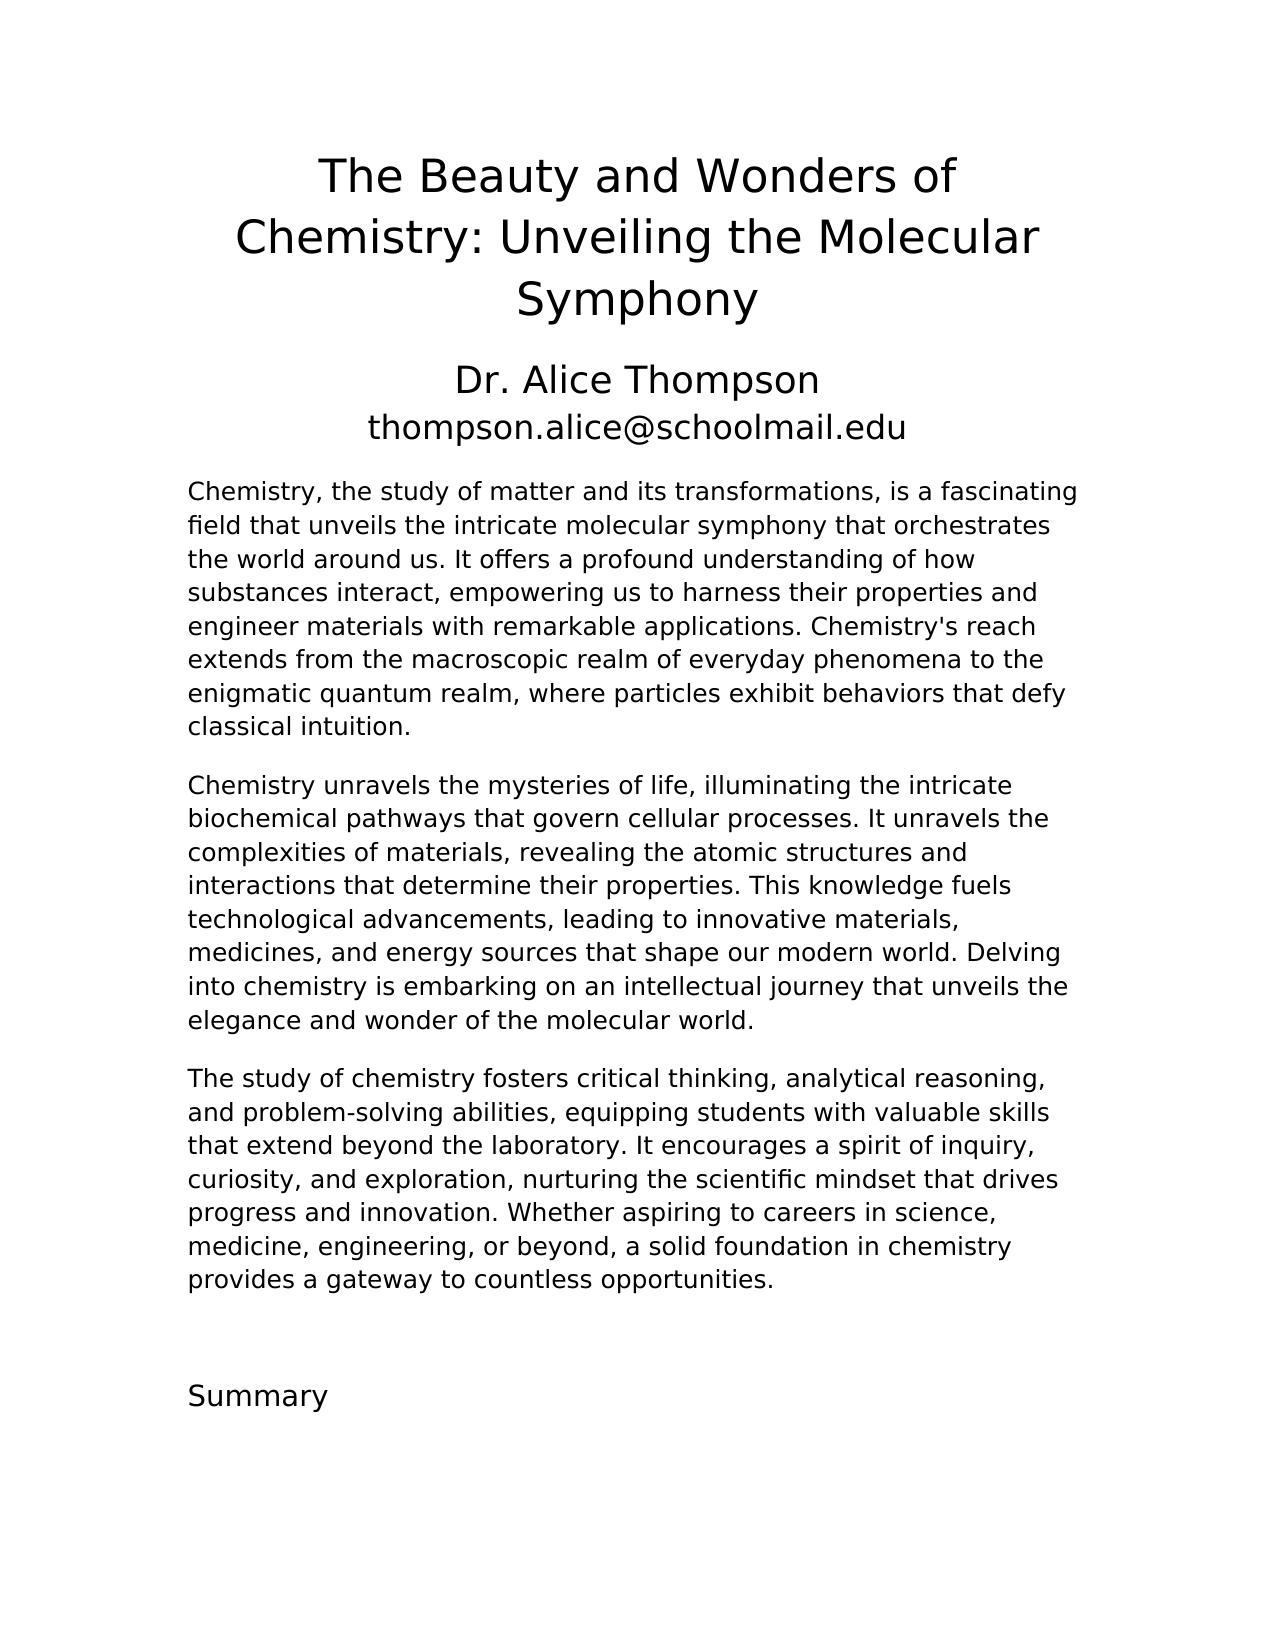 The Beauty and Wonders of
Chemistry: Unveiling the Molecular
Symphony
Dr. Alice Thompson
thompson.alice@schoolmail.edu
Chemistry, the study of matter and its transformations, is a fascinating
field that unveils the intricate molecular symphony that orchestrates
the world around us. It offers a profound understanding of how
substances interact, empowering us to harness their properties and
engineer materials with remarkable applications. Chemistry's reach
extends from the macroscopic realm of everyday phenomena to the
enigmatic quantum realm, where particles exhibit behaviors that defy
classical intuition.
Chemistry unravels the mysteries of life, illuminating the intricate
biochemical pathways that govern cellular processes. It unravels the
complexities of materials, revealing the atomic structures and
interactions that determine their properties. This knowledge fuels
technological advancements, leading to innovative materials,
medicines, and energy sources that shape our modern world. Delving
into chemistry is embarking on an intellectual journey that unveils the
elegance and wonder of the molecular world.
The study of chemistry fosters critical thinking, analytical reasoning,
and problem-solving abilities, equipping students with valuable skills
that extend beyond the laboratory. It encourages a spirit of inquiry,
curiosity, and exploration, nurturing the scientific mindset that drives
progress and innovation. Whether aspiring to careers in science,
medicine, engineering, or beyond, a solid foundation in chemistry
provides a gateway to countless opportunities.
Summary